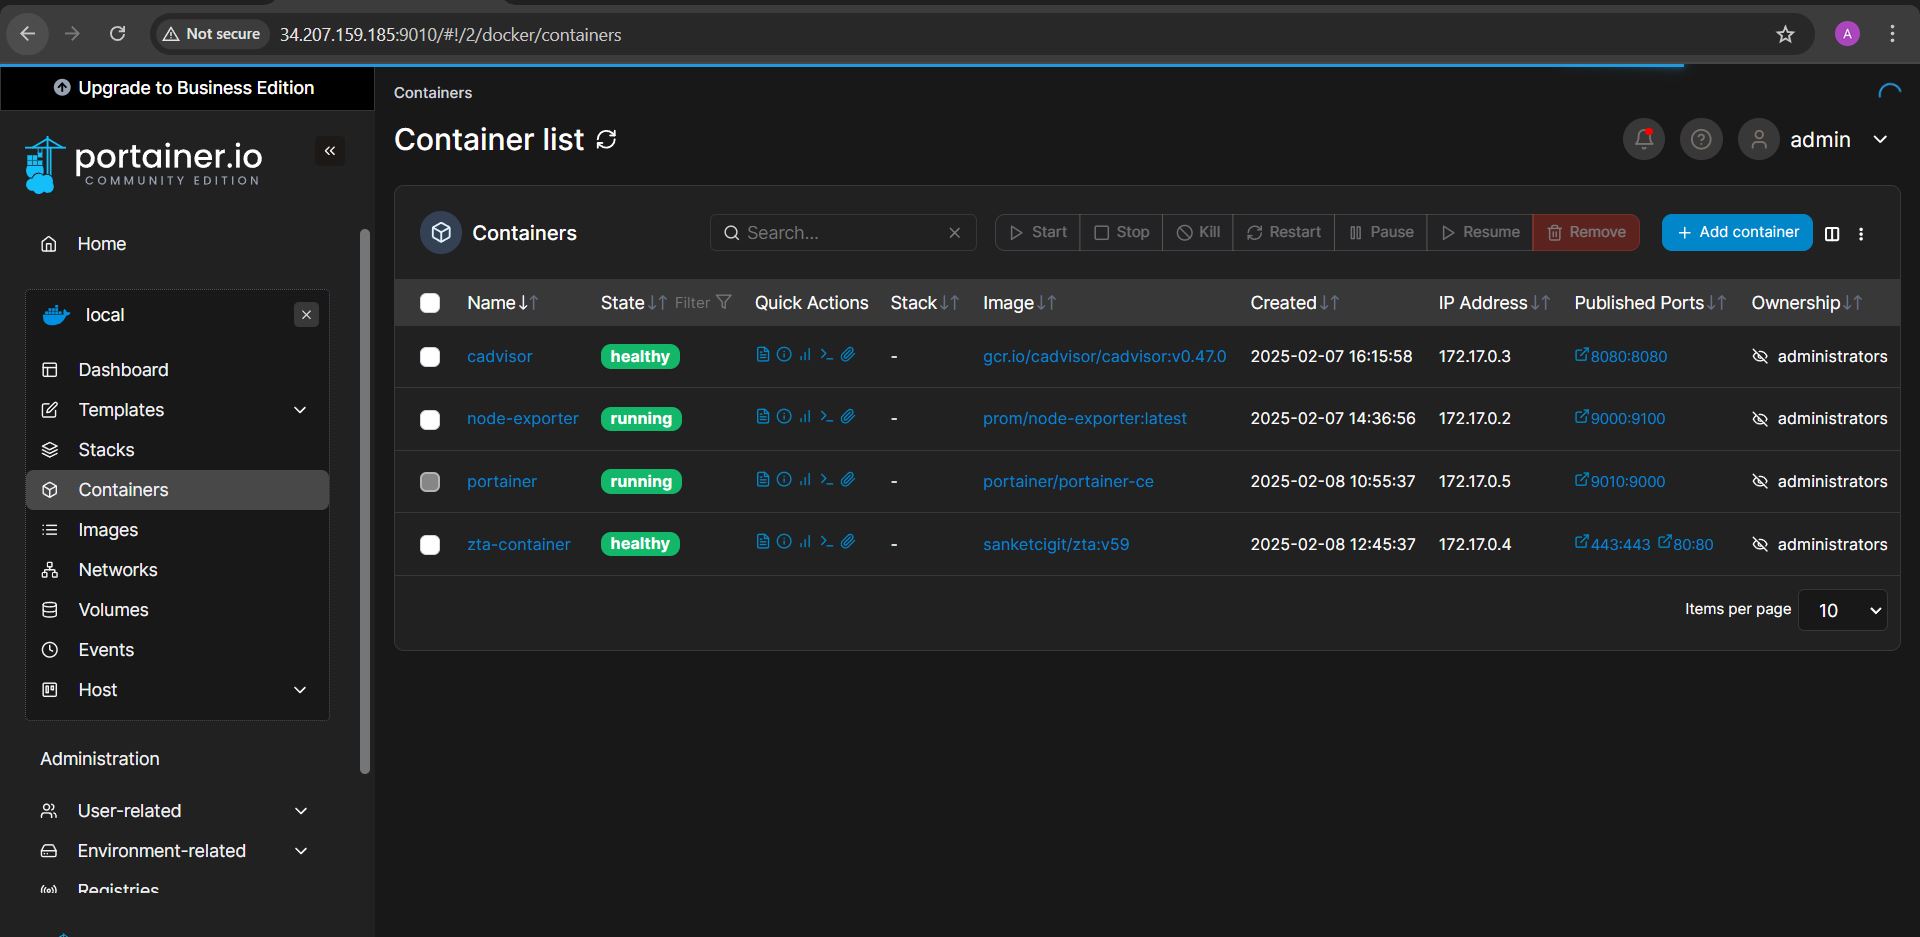 Not secure 34.207.159.185:9010/#!/2/docker/containers A
Upgrade to Business Edition
portainer.io
COMMUNITY EDITION
Home
local
Dashboard
Templates
Stacks
Containers
Images
Networks
Volumes
Events
Host
Administration
User-related
Environment-related
Registries
Containers
Container list
admin
Containers Search... Start Stop Kill Restart Pause Resume Remove Add container
Name State Filter Quick Actions Stack Image Created IP Address Published Ports Ownership
cadvisor healthy - gcr.io/cadvisor/cadvisor:v0.47.0 2025-02-07 16:15:58 172.17.0.3 8080:8080 administrators
node-exporter running - prom/node-exporter:latest 2025-02-07 14:36:56 172.17.0.2 9000:9100 administrators
portainer running - portainer/portainer-ce 2025-02-08 10:55:37 172.17.0.5 9010:9000 administrators
zta-container healthy - sanketcigit/zta:v59 2025-02-08 12:45:37 172.17.0.4 443:443 80:80 administrators
Items per page 10